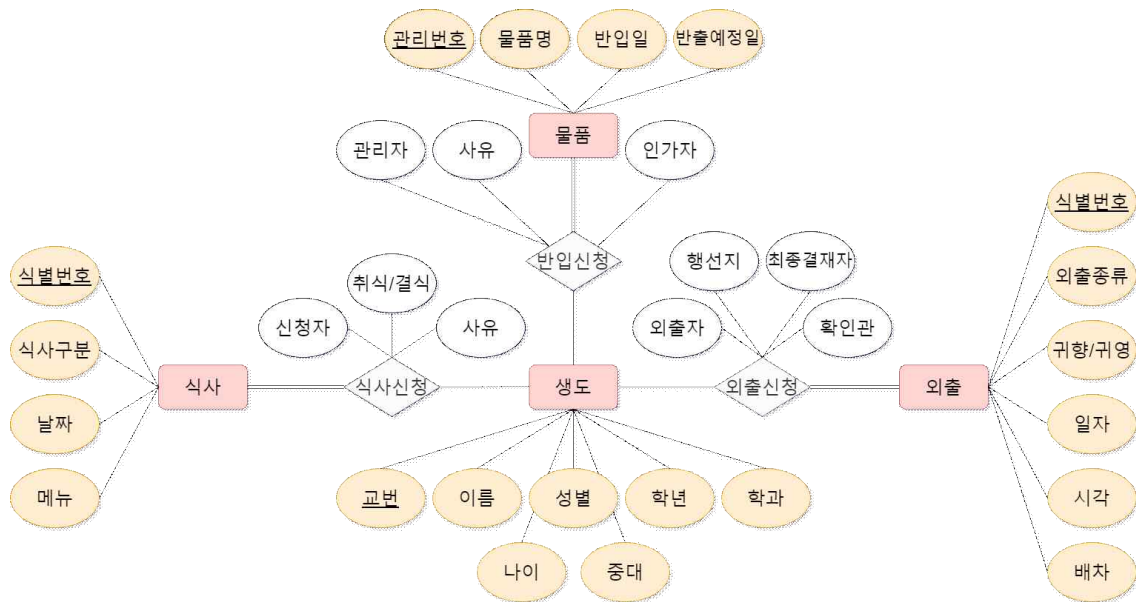 관리번호
물품명
반입일
반출예정일
물품
관리자
사유
인가자
반입신청
식별번호
식사구분
날짜
메뉴
식사
신청자
취식/결식
사유
식사신청
생도
행선지
최종결재자
외출자
확인관
외출신청
외출
식별번호
외출종류
귀향/귀영
일자
시각
배차
교번
이름
성별
학년
학과
나이
중대